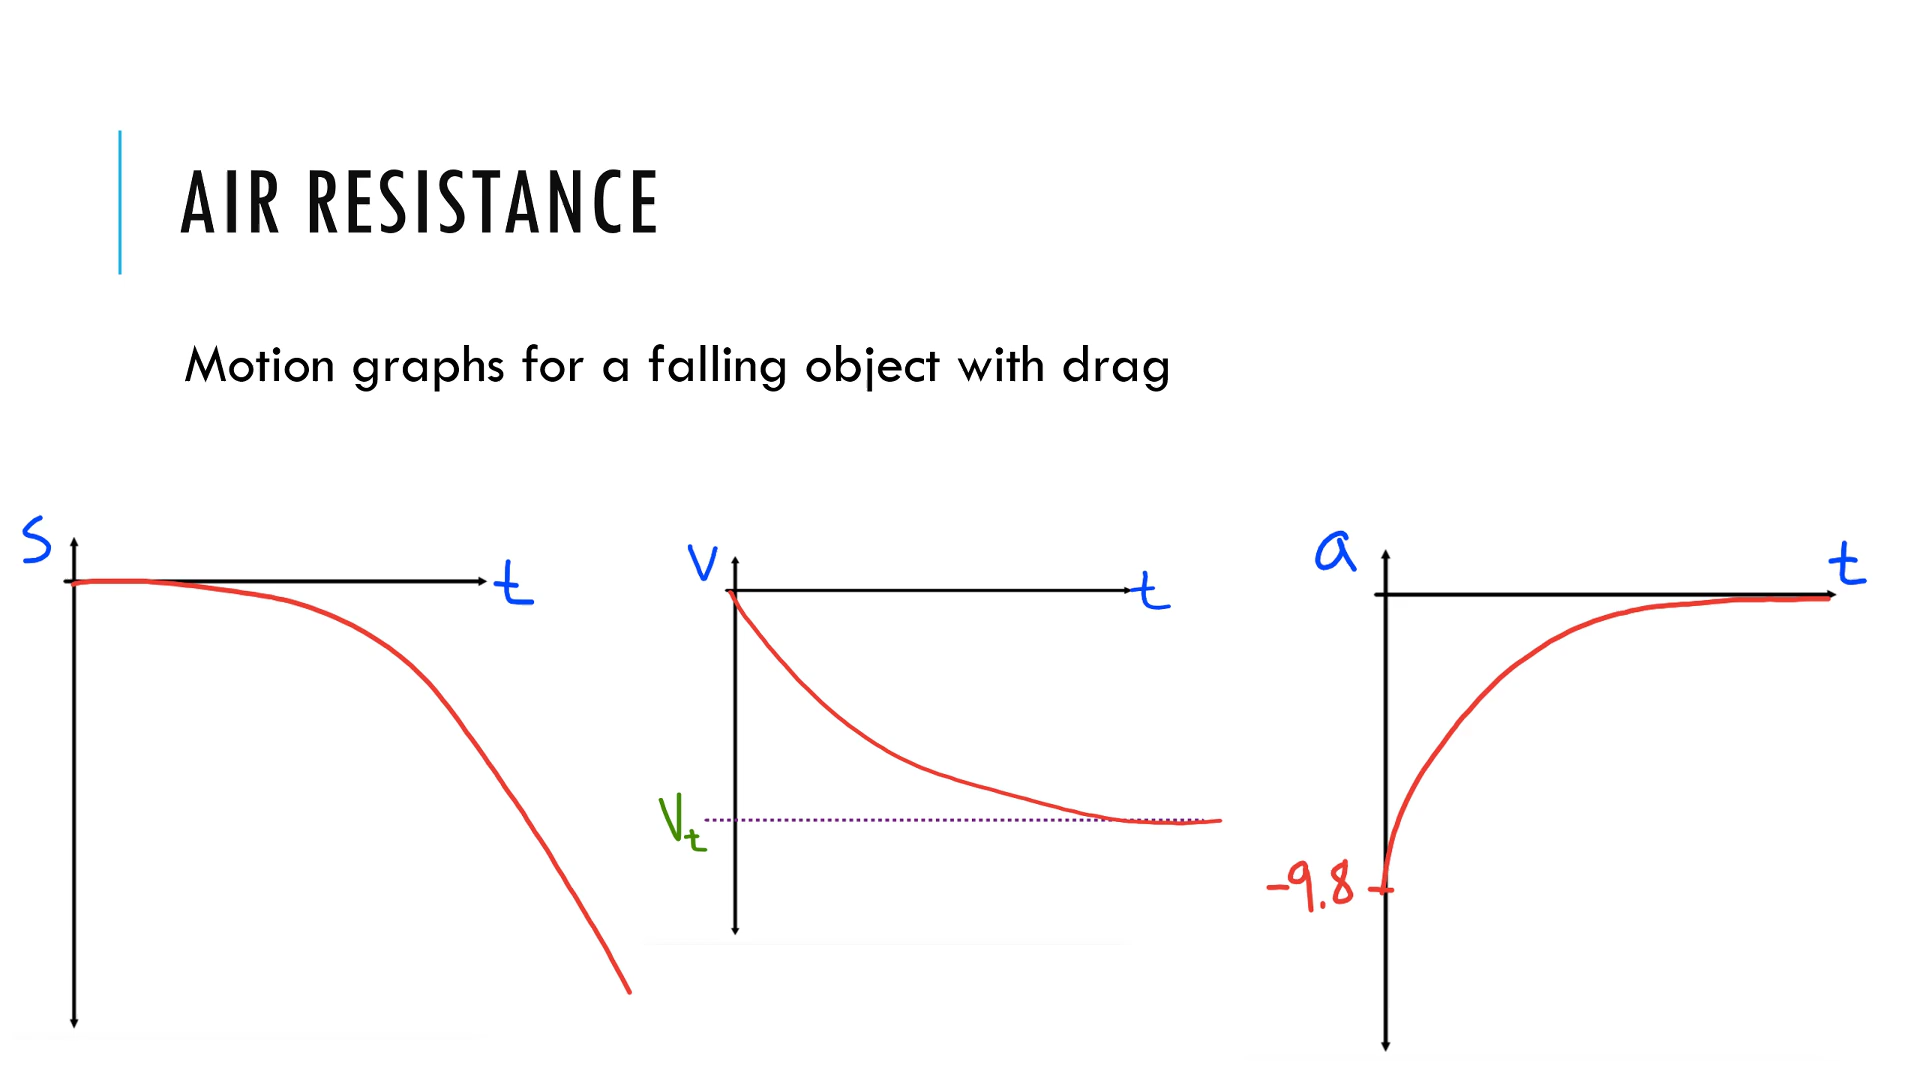 AIR RESISTANCE
Motion graphs for a falling object with drag
s
t
v
t
Vt
a
t
-9.8